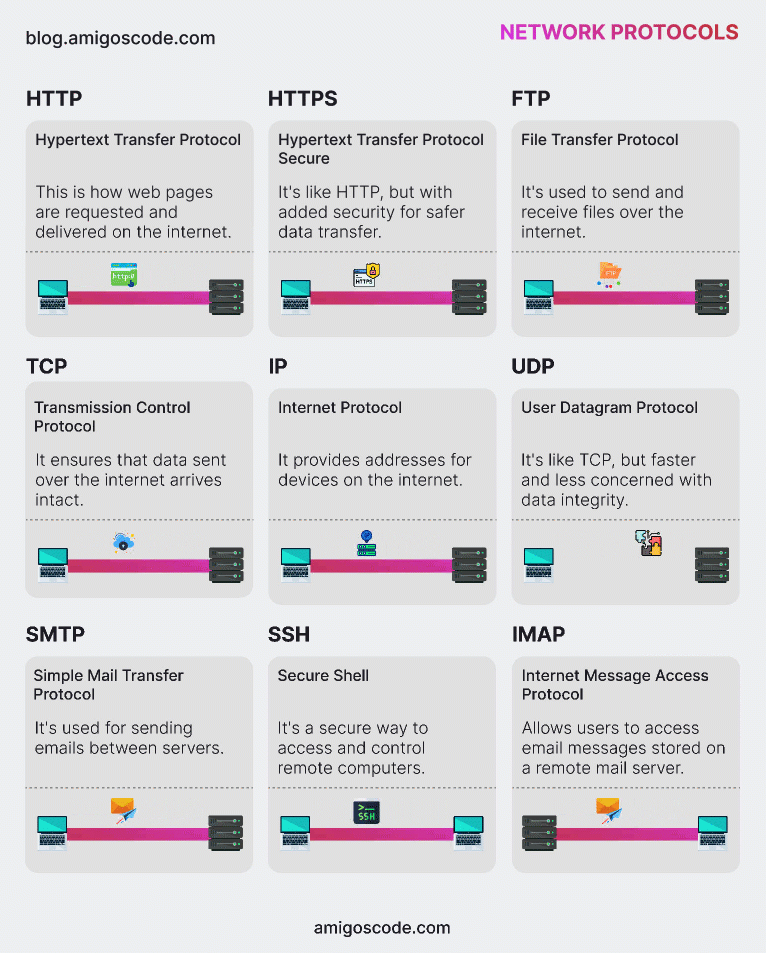 blog.amigoscode.com
NETWORK PROTOCOLS
HTTP
Hypertext Transfer Protocol
This is how web pages
are requested and
delivered on the internet.
http://
HTTPS
Hypertext Transfer Protocol
Secure
It's like HTTP, but with
added security for safer
data transfer.
HTTPS
FTP
File Transfer Protocol
It's used to send and
receive files over the
internet.
FTP
TCP
Transmission Control
Protocol
It ensures that data sent
over the internet arrives
intact.
IP
Internet Protocol
It provides addresses for
devices on the internet.
UDP
User Datagram Protocol
It's like TCP, but faster
and less concerned with
data integrity.
SMTP
Simple Mail Transfer
Protocol
It's used for sending
emails between servers.
SSH
Secure Shell
It's a secure way to
access and control
remote computers.
>_
SSH
IMAP
Internet Message Access
Protocol
Allows users to access
email messages stored on
a remote mail server.
amigoscode.com